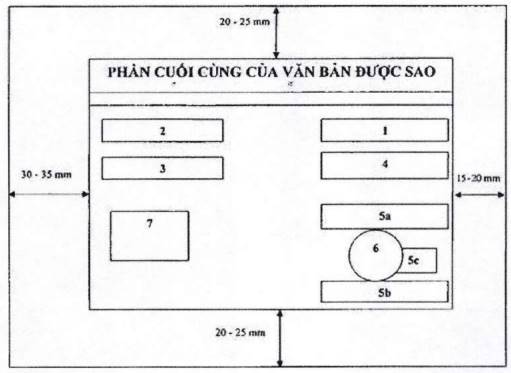 20 - 25 mm
PHẦN CUỐI CÙNG CỦA VĂN BẢN ĐƯỢC SAO
2 1
3 4
30 - 35 mm 15-20 mm
7 5a
6 5c
5b
20 - 25 mm